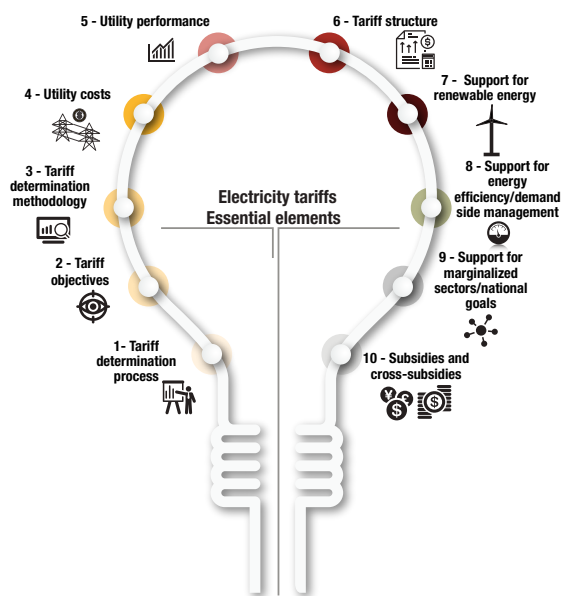 5 - Utility performance
6 - Tariff structure
4 - Utility costs
7 - Support for
renewable energy
3 - Tariff
determination
methodology
8 - Support for
energy
efficiency/demand
side management
Electricity tariffs
Essential elements
2 - Tariff
objectives
9 - Support for
marginalized
sectors/national
goals
1- Tariff
determination
process
10 - Subsidies and
cross-subsidies